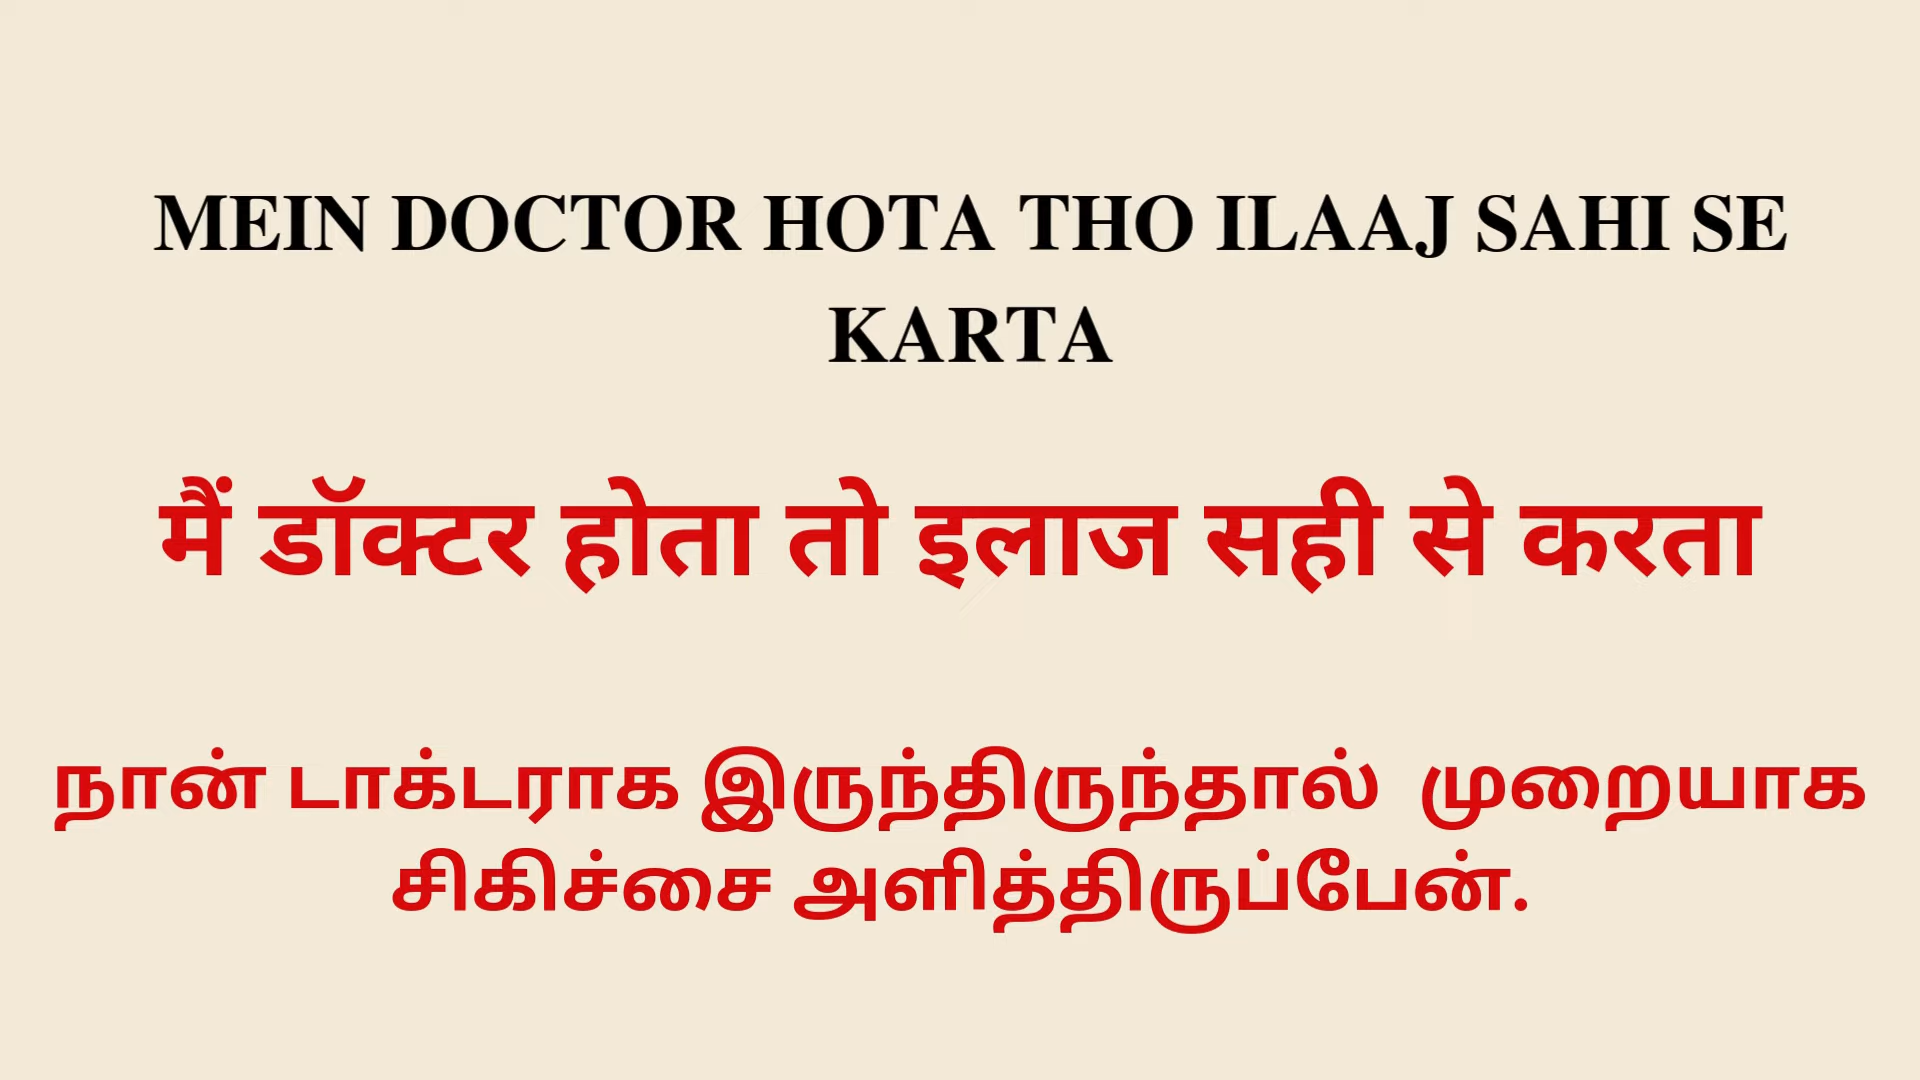 MEIN DOCTOR HOTA THO ILAAJ SAHI SE
KARTA
मैं डॉक्टर होता तो इलाज सही से करता
நான் டாக்டராக இருந்திருந்தால் முறையாக
சிகிச்சை அளித்திருப்பேன்.